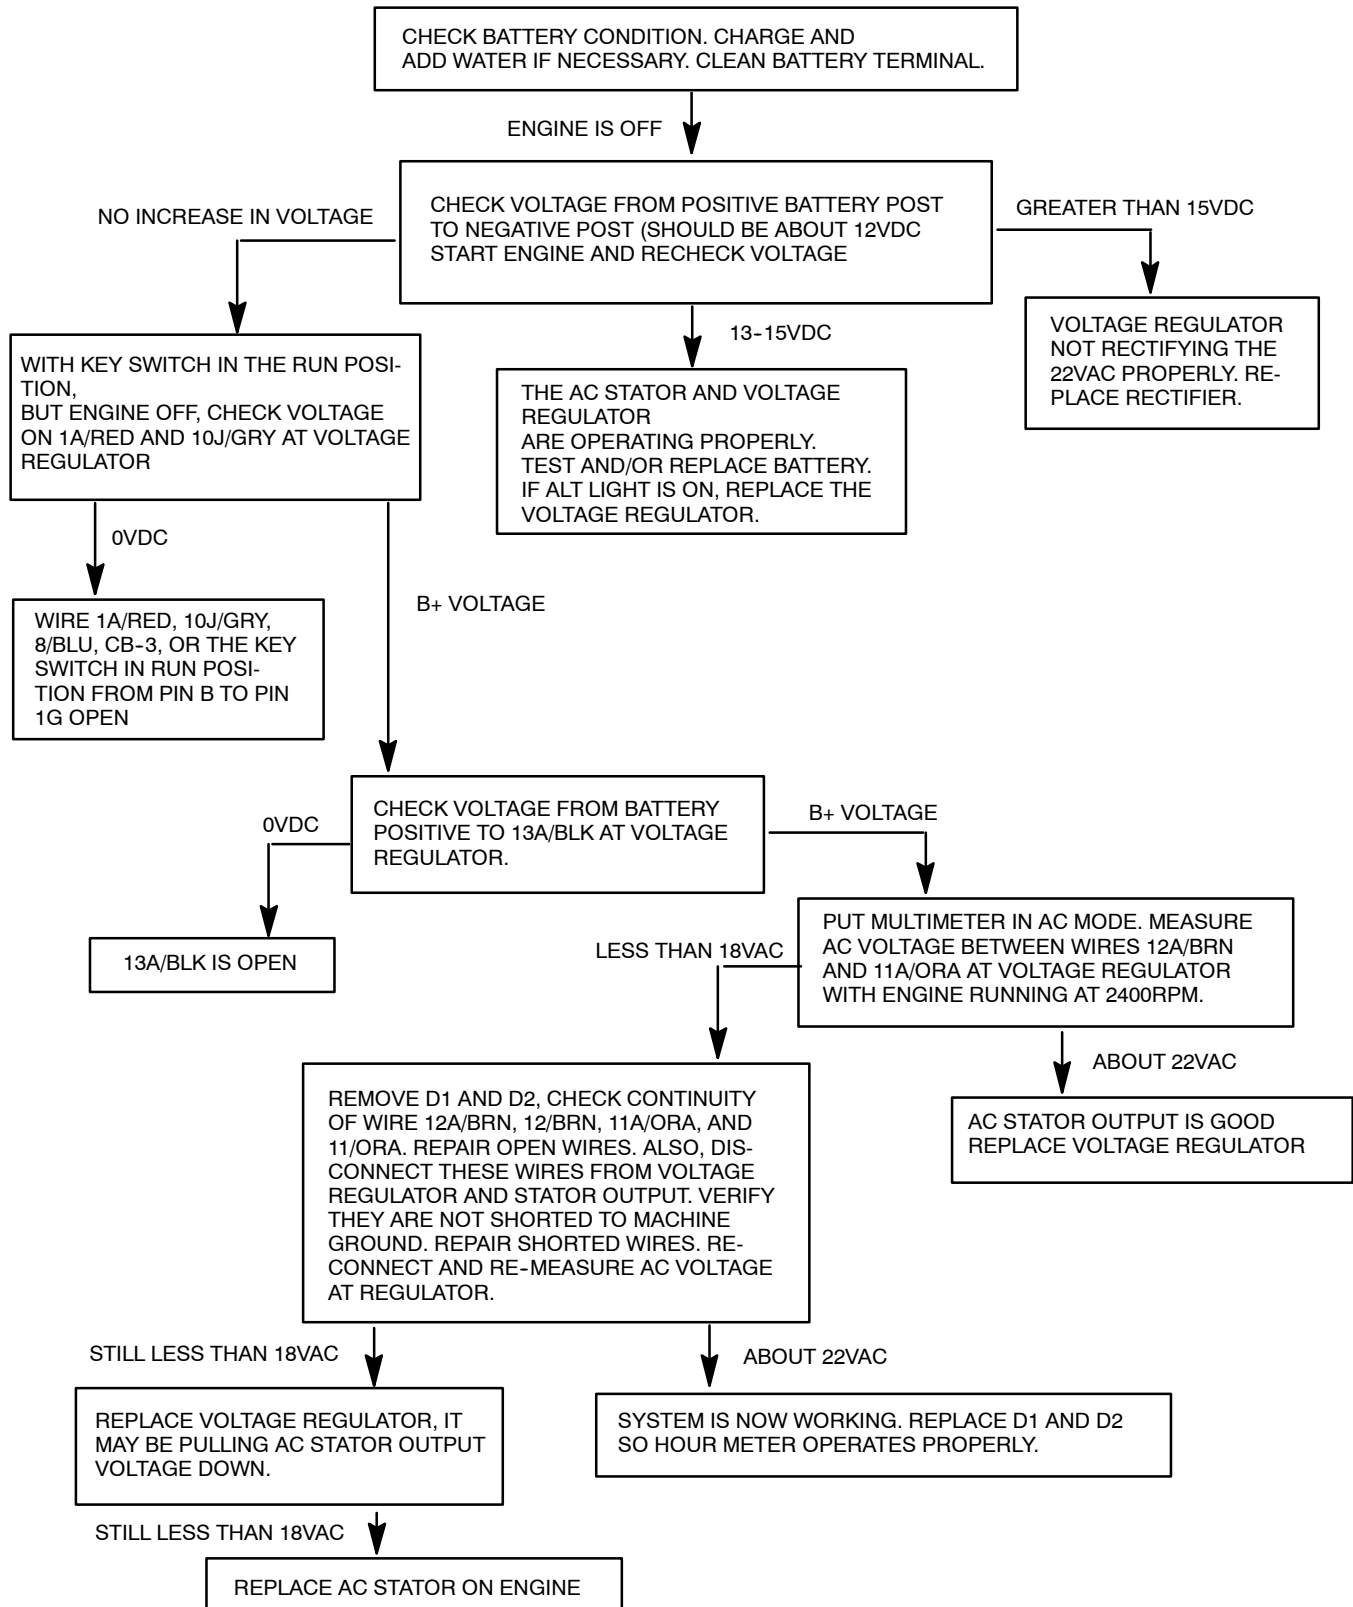 CHECK BATTERY CONDITION. CHARGE AND
ADD WATER IF NECESSARY. CLEAN BATTERY TERMINAL.
ENGINE IS OFF
CHECK VOLTAGE FROM POSITIVE BATTERY POST
TO NEGATIVE POST (SHOULD BE ABOUT 12VDC
START ENGINE AND RECHECK VOLTAGE
NO INCREASE IN VOLTAGE
GREATER THAN 15VDC
13-15VDC
VOLTAGE REGULATOR
NOT RECTIFYING THE
22VAC PROPERLY. RE-
PLACE RECTIFIER.
WITH KEY SWITCH IN THE RUN POSI-
TION,
BUT ENGINE OFF, CHECK VOLTAGE
ON 1A/RED AND 10J/GRY AT VOLTAGE
REGULATOR
THE AC STATOR AND VOLTAGE
REGULATOR
ARE OPERATING PROPERLY.
TEST AND/OR REPLACE BATTERY.
IF ALT LIGHT IS ON, REPLACE THE
VOLTAGE REGULATOR.
0VDC
B+ VOLTAGE
WIRE 1A/RED, 10J/GRY,
8/BLU, CB-3, OR THE KEY
SWITCH IN RUN POSI-
TION FROM PIN B TO PIN
1G OPEN
CHECK VOLTAGE FROM BATTERY
POSITIVE TO 13A/BLK AT VOLTAGE
REGULATOR.
0VDC
B+ VOLTAGE
13A/BLK IS OPEN
PUT MULTIMETER IN AC MODE. MEASURE
AC VOLTAGE BETWEEN WIRES 12A/BRN
AND 11A/ORA AT VOLTAGE REGULATOR
WITH ENGINE RUNNING AT 2400RPM.
LESS THAN 18VAC
ABOUT 22VAC
REMOVE D1 AND D2, CHECK CONTINUITY
OF WIRE 12A/BRN, 12/BRN, 11A/ORA, AND
11/ORA. REPAIR OPEN WIRES. ALSO, DIS-
CONNECT THESE WIRES FROM VOLTAGE
REGULATOR AND STATOR OUTPUT. VERIFY
THEY ARE NOT SHORTED TO MACHINE
GROUND. REPAIR SHORTED WIRES. RE-
CONNECT AND RE-MEASURE AC VOLTAGE
AT REGULATOR.
AC STATOR OUTPUT IS GOOD
REPLACE VOLTAGE REGULATOR
STILL LESS THAN 18VAC
ABOUT 22VAC
REPLACE VOLTAGE REGULATOR, IT
MAY BE PULLING AC STATOR OUTPUT
VOLTAGE DOWN.
SYSTEM IS NOW WORKING. REPLACE D1 AND D2
SO HOUR METER OPERATES PROPERLY.
STILL LESS THAN 18VAC
REPLACE AC STATOR ON ENGINE